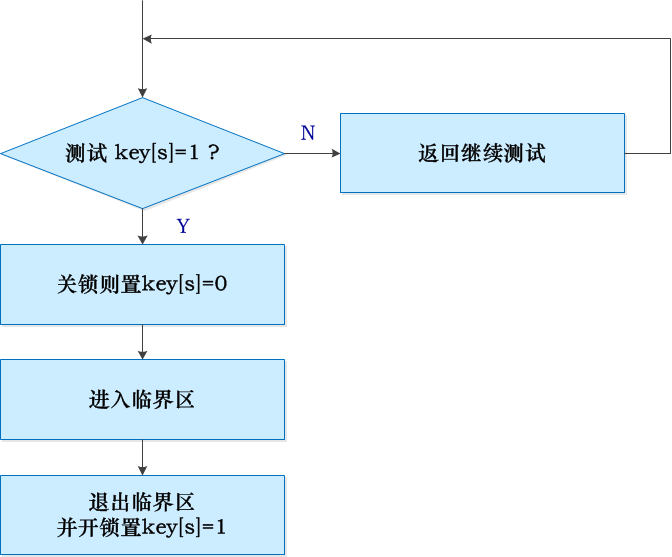 测试 key[s]=1 ?
N
返回继续测试
Y
关锁则置key[s]=0
进入临界区
退出临界区
并开锁置key[s]=1